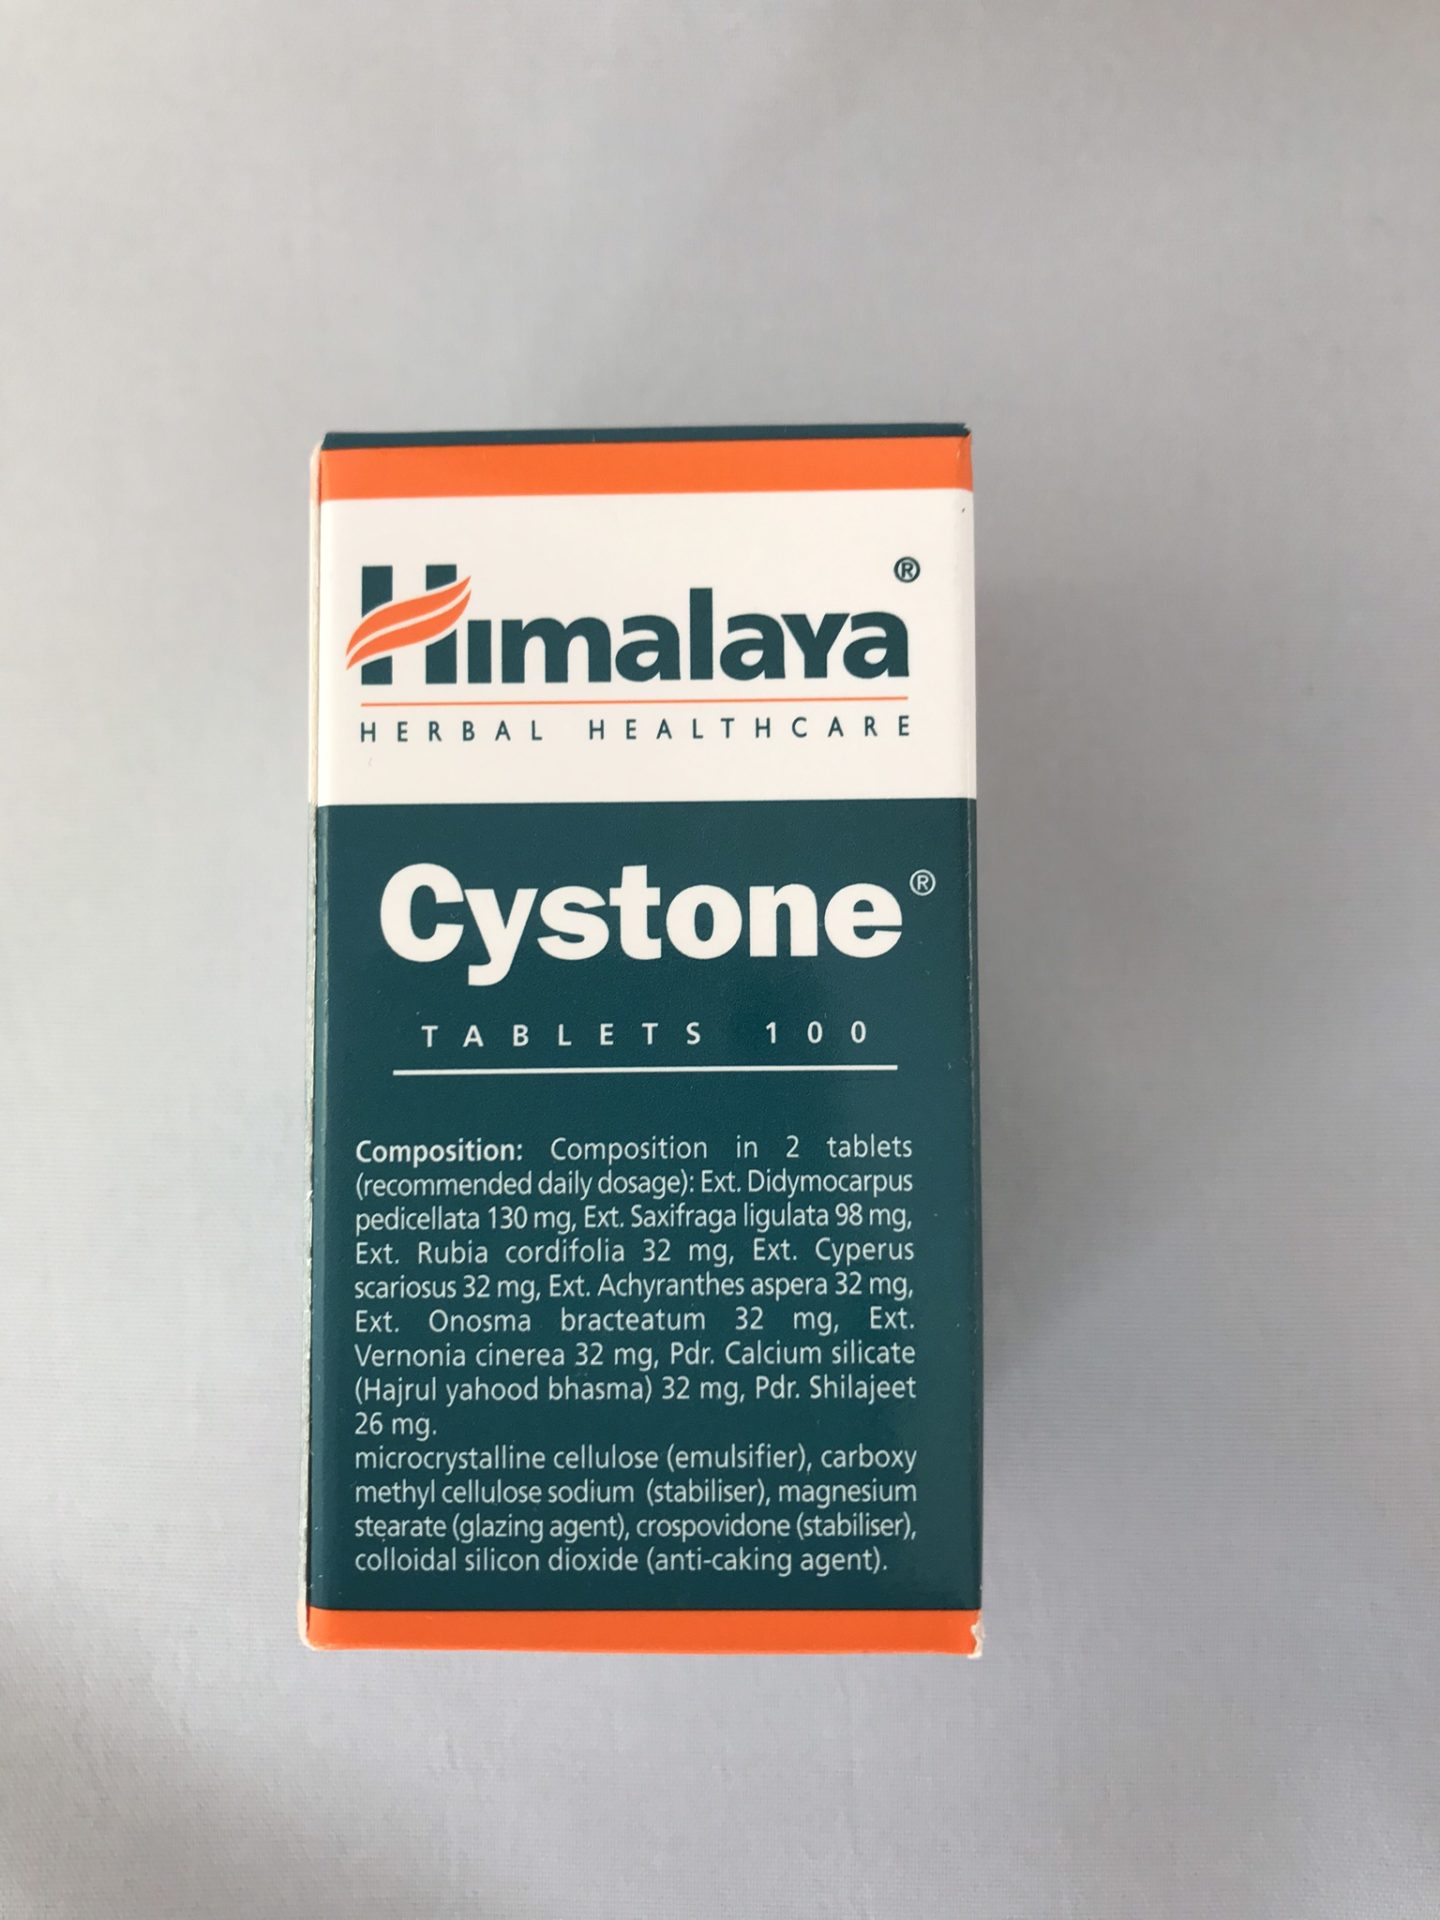 Himalaya®
HERBAL HEALTHCARE
Cystone®
TABLETS 100
Composition: Composition in 2 tablets
(recommended daily dosage): Ext. Didymocarpus
pedicellata 130 mg, Ext. Saxifraga ligulata 98 mg,
Ext. Rubia cordifolia 32 mg, Ext. Cyperus
scariosus 32 mg, Ext. Achyranthes aspera 32 mg,
Ext. Onosma bracteatum 32 mg, Ext.
Vernonia cinerea 32 mg, Pdr. Calcium silicate
(Hajrul yahood bhasma) 32 mg, Pdr. Shilajeet
26 mg.
microcrystalline cellulose (emulsifier), carboxy
methyl cellulose sodium (stabiliser), magnesium
stearate (glazing agent), crospovidone (stabiliser),
colloidal silicon dioxide (anti-caking agent).